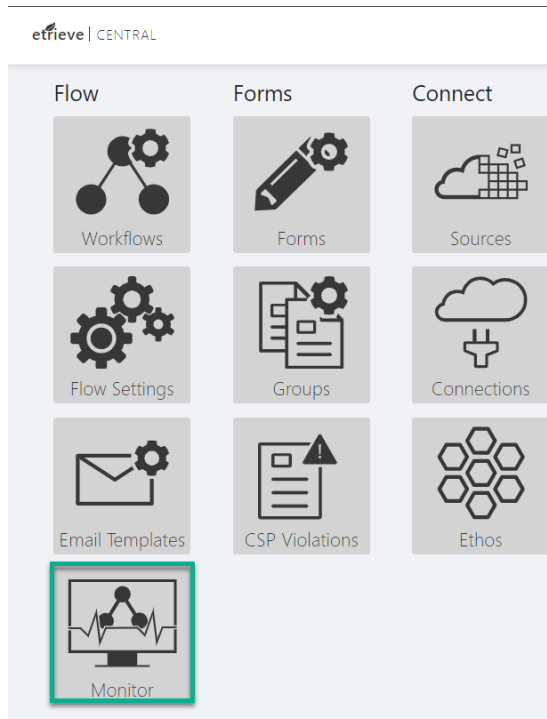 etrieve | CENTRAL
Flow Forms Connect
Workflows Forms Sources
Flow Settings Groups Connections
Email Templates CSP Violations Ethos
Monitor